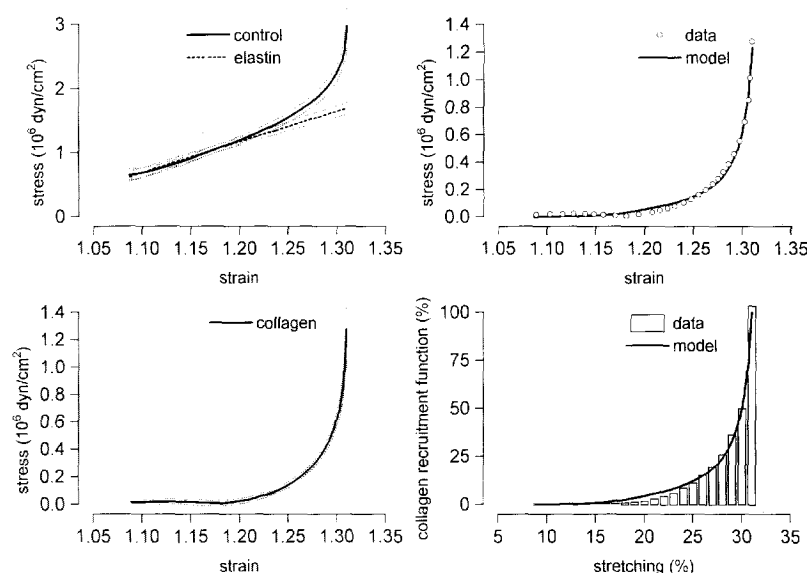 stress (10⁶ dyn/cm²)
3
2
1
0
control
elastin
1.05 1.10 1.15 1.20 1.25 1.30 1.35
strain
stress (10⁶ dyn/cm²)
1.4
1.2
1.0
0.8
0.6
0.4
0.2
0.0
data
model
1.05 1.10 1.15 1.20 1.25 1.30 1.35
strain
stress (10⁶ dyn/cm²)
1.4
1.2
1.0
0.8
0.6
0.4
0.2
0.0
collagen
1.05 1.10 1.15 1.20 1.25 1.30 1.35
strain
collagen recruitment function (%)
100
75
50
25
0
data
model
5 10 15 20 25 30 35
stretching (%)